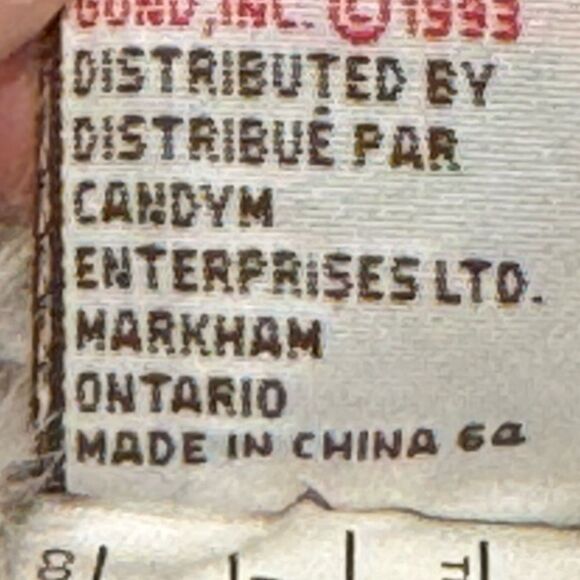 GUND, INC. © 1993
DISTRIBUTED BY
DISTRIBUÉ PAR
CANDYM
ENTERPRISES LTD.
MARKHAM
ONTARIO
MADE IN CHINA 6a